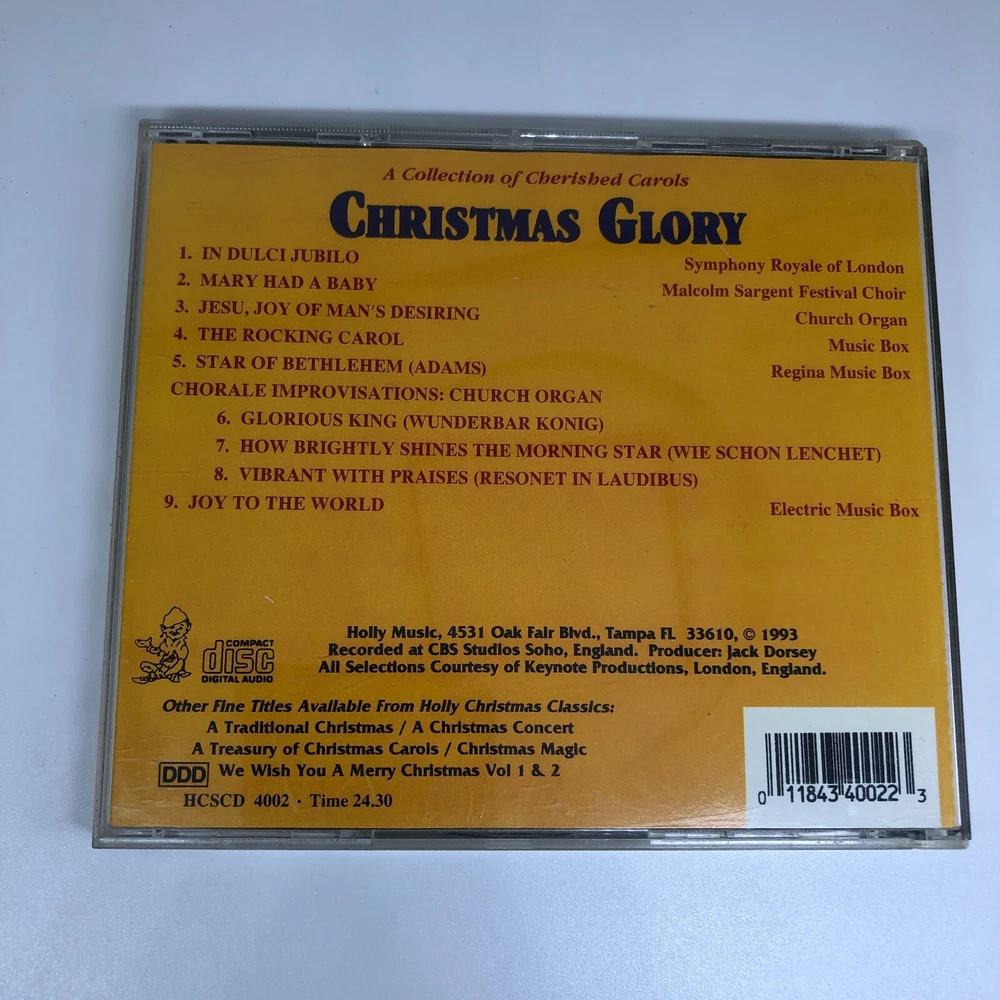 A Collection of Cherished Carols
CHRISTMAS GLORY
1. IN DULCI JUBILO Symphony Royale of London
2. MARY HAD A BABY Malcolm Sargent Festival Choir
3. JESU, JOY OF MAN'S DESIRING Church Organ
4. THE ROCKING CAROL Music Box
5. STAR OF BETHLEHEM (ADAMS) Regina Music Box
CHORALE IMPROVISATIONS: CHURCH ORGAN
6. GLORIOUS KING (WUNDERBAR KONIG)
7. HOW BRIGHTLY SHINES THE MORNING STAR (WIE SCHON LENCHET)
8. VIBRANT WITH PRAISES (RESONET IN LAUDIBUS)
9. JOY TO THE WORLD Electric Music Box
COMPACT
disc
DIGITAL AUDIO
Holly Music, 4531 Oak Fair Blvd., Tampa FL 33610, © 1993
Recorded at CBS Studios Soho, England. Producer: Jack Dorsey
All Selections Courtesy of Keynote Productions, London, England.
Other Fine Titles Available From Holly Christmas Classics:
A Traditional Christmas / A Christmas Concert
A Treasury of Christmas Carols / Christmas Magic
DDD We Wish You A Merry Christmas Vol 1 & 2
HCSCD 4002 · Time 24.30
0 11843 40022 3